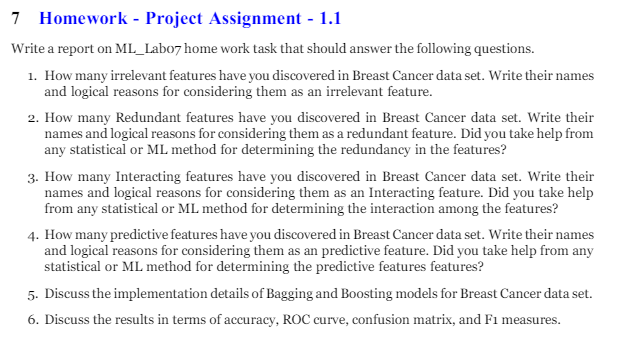 7 Homework - Project Assignment - 1.1
Write a report on ML_Lab07 home work task that should answer the following questions.
1. How many irrelevant features have you discovered in Breast Cancer data set. Write their names
and logical reasons for considering them as an irrelevant feature.
2. How many Redundant features have you discovered in Breast Cancer data set. Write their
names and logical reasons for considering them as a redundant feature. Did you take help from
any statistical or ML method for determining the redundancy in the features?
3. How many Interacting features have you discovered in Breast Cancer data set. Write their
names and logical reasons for considering them as an Interacting feature. Did you take help
from any statistical or ML method for determining the interaction among the features?
4. How many predictive features have you discovered in Breast Cancer data set. Write their names
and logical reasons for considering them as an predictive feature. Did you take help from any
statistical or ML method for determining the predictive features features?
5. Discuss the implementation details of Bagging and Boosting models for Breast Cancer data set.
6. Discuss the results in terms of accuracy, ROC curve, confusion matrix, and F1 measures.